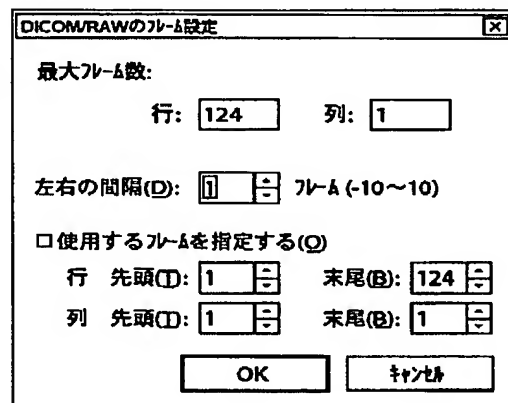 DICOM/RAWのﾌﾚｰﾑ設定
最大ﾌﾚｰﾑ数:
行: 124 列: 1
左右の間隔(D): 1 ﾌﾚｰﾑ (-10～10)
使用するﾌﾚｰﾑを指定する(O)
行 先頭(T): 1 末尾(B): 124
列 先頭(T): 1 末尾(B): 1
OK ｷｬﾝｾﾙ